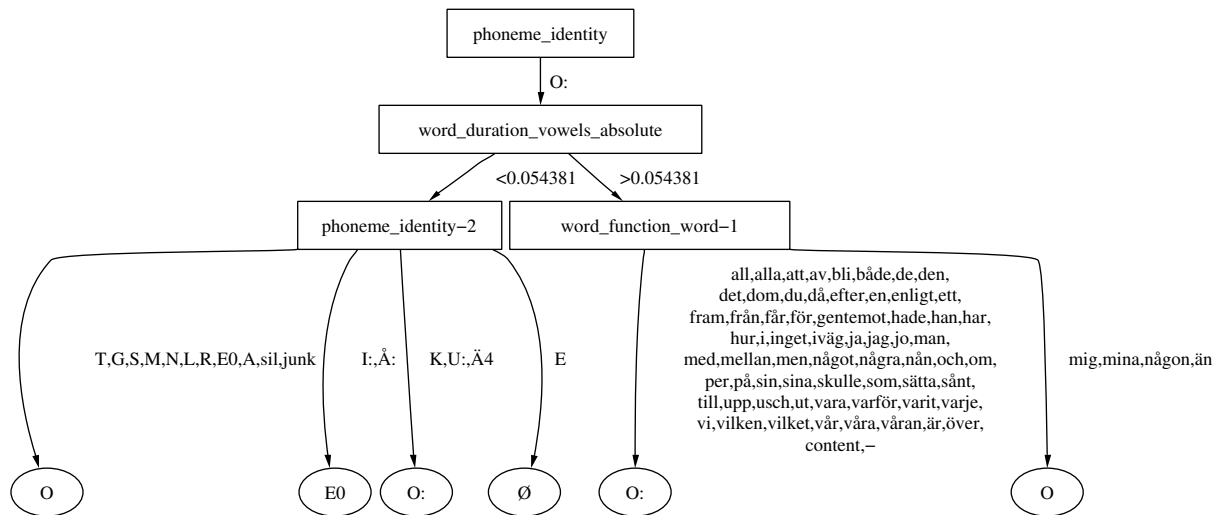 phoneme_identity
O:
word_duration_vowels_absolute
<0.054381
>0.054381
phoneme_identity−2
word_function_word−1
T,G,S,M,N,L,R,E0,A,sil,junk
I:,Å:
K,U:,Ä4
E
all,alla,att,av,bli,både,de,den,
det,dom,du,då,efter,en,enligt,ett,
fram,från,får,för,gentemot,hade,han,har,
hur,i,inget,iväg,ja,jag,jo,man,
med,mellan,men,något,några,nån,och,om,
per,på,sin,sina,skulle,som,sätta,sånt,
till,upp,usch,ut,vara,varför,varit,varje,
vi,vilken,vilket,vår,våra,våran,är,över,
content,−
mig,mina,någon,än
O
E0
O:
Ø
O:
O